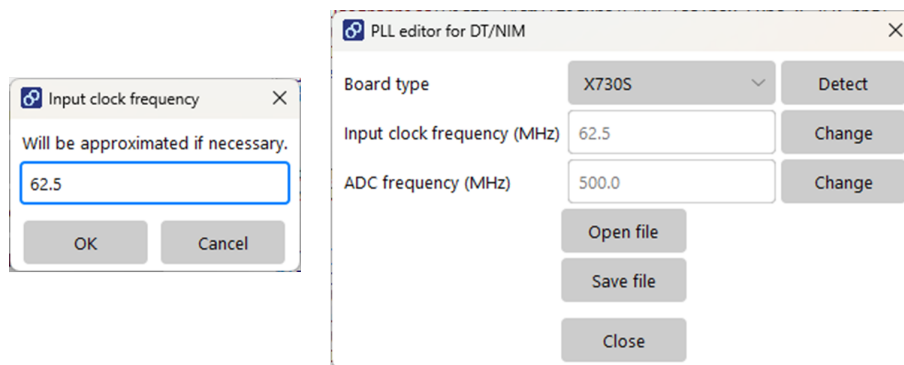 Input clock frequency
Will be approximated if necessary.
62.5
OK Cancel
PLL editor for DT/NIM
Board type X730S Detect
Input clock frequency (MHz) 62.5 Change
ADC frequency (MHz) 500.0 Change
Open file
Save file
Close